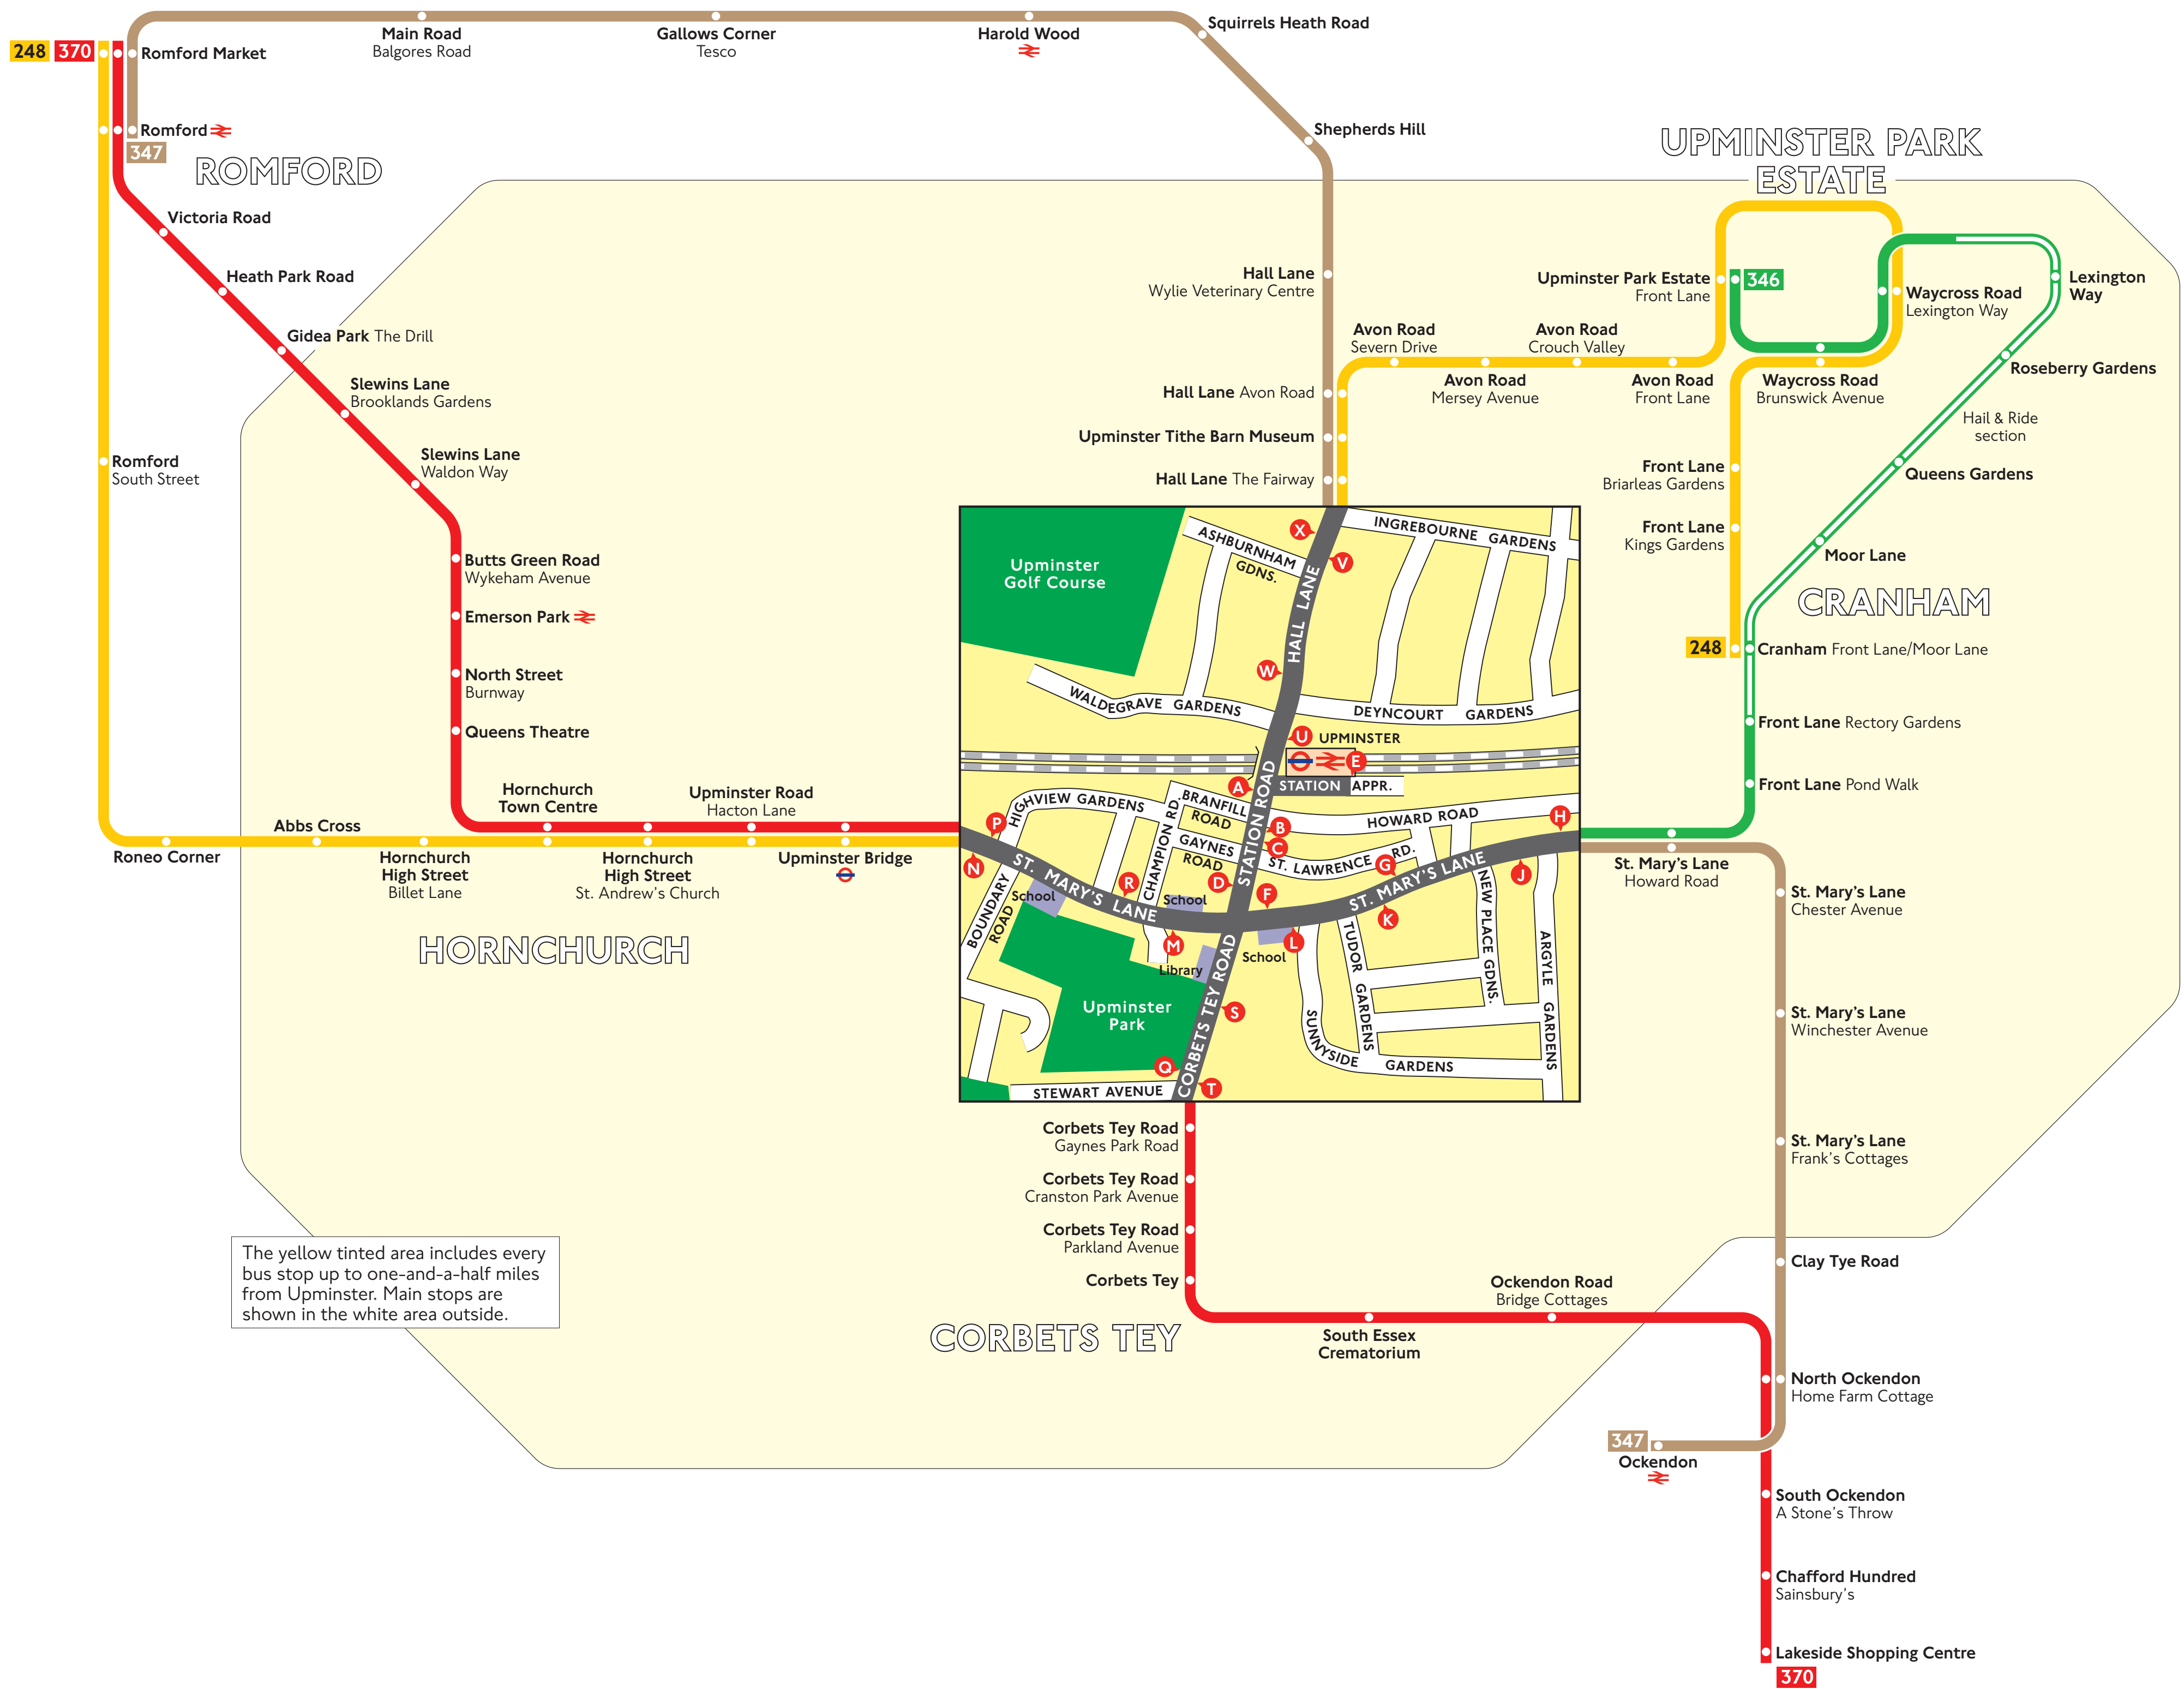 Main Road
Balgores Road
Gallows Corner
Tesco
Harold Wood
Squirrels Heath Road
248
370
Romford Market
Romford
347
ROMFORD
Shepherds Hill
UPMINSTER PARK
ESTATE
Victoria Road
Heath Park Road
Gidea Park The Drill
Slewins Lane
Brooklands Gardens
Slewins Lane
Waldon Way
Romford
South Street
Butts Green Road
Wykeham Avenue
Emerson Park
North Street
Burnway
Queens Theatre
Hornchurch
Town Centre
Upminster Road
Hacton Lane
Abbs Cross
Roneo Corner
Hornchurch
High Street
Billet Lane
Hornchurch
High Street
St. Andrew's Church
Upminster Bridge
HORNCHURCH
Hall Lane
Wylie Veterinary Centre
Hall Lane Avon Road
Upminster Tithe Barn Museum
Hall Lane The Fairway
Avon Road
Severn Drive
Avon Road
Mersey Avenue
Avon Road
Crouch Valley
Avon Road
Front Lane
Upminster Park Estate
Front Lane
346
Waycross Road
Lexington Way
Waycross Road
Brunswick Avenue
Lexington
Way
Roseberry Gardens
Hail & Ride
section
Queens Gardens
Moor Lane
Front Lane
Briarleas Gardens
Front Lane
Kings Gardens
CRANHAM
248
Cranham Front Lane/Moor Lane
Front Lane Rectory Gardens
Front Lane Pond Walk
Upminster
Golf Course
ASHBURNHAM
GDNS.
INGREBOURNE GARDENS
X
V
HALL LANE
W
WALDEGRAVE GARDENS
DEYNCOURT GARDENS
U
UPMINSTER
E
A
STATION APPR.
STATION ROAD
HIGHVIEW GARDENS
CHAMPION RD.
BRANFILL
ROAD
HOWARD ROAD
H
P
B
GAYNES
ROAD
C
ST. LAWRENCE RD.
G
N
ST. MARY'S LANE
R
D
F
ST. MARY'S LANE
J
School
School
K
BOUNDARY
ROAD
M
L
Library
School
CORBETS TEY ROAD
TUDOR GARDENS
NEW PLACE GDNS.
ARGYLE GARDENS
Upminster
Park
S
SUNNYSIDE GARDENS
Q
T
STEWART AVENUE
St. Mary's Lane
Howard Road
St. Mary's Lane
Chester Avenue
St. Mary's Lane
Winchester Avenue
St. Mary's Lane
Frank's Cottages
Clay Tye Road
Corbets Tey Road
Gaynes Park Road
Corbets Tey Road
Cranston Park Avenue
Corbets Tey Road
Parkland Avenue
Corbets Tey
CORBETS TEY
South Essex
Crematorium
Ockendon Road
Bridge Cottages
The yellow tinted area includes every
bus stop up to one-and-a-half miles
from Upminster. Main stops are
shown in the white area outside.
North Ockendon
Home Farm Cottage
347
Ockendon
South Ockendon
A Stone's Throw
Chafford Hundred
Sainsbury's
Lakeside Shopping Centre
370